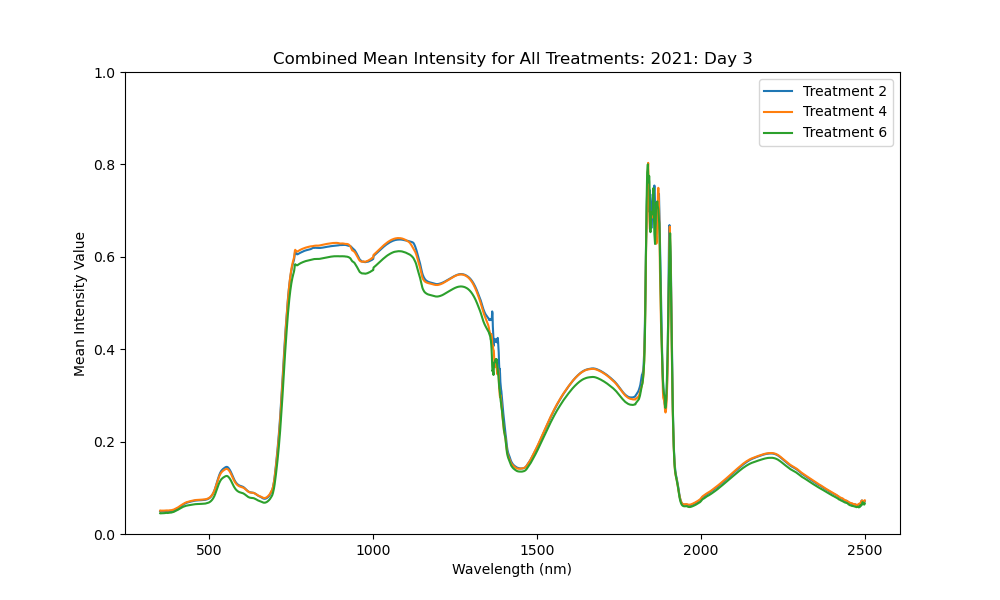 Combined Mean Intensity for All Treatments: 2021: Day 3
Treatment 2
Treatment 4
Treatment 6
Mean Intensity Value
1.0
0.8
0.6
0.4
0.2
0.0
500
1000
1500
2000
2500
Wavelength (nm)